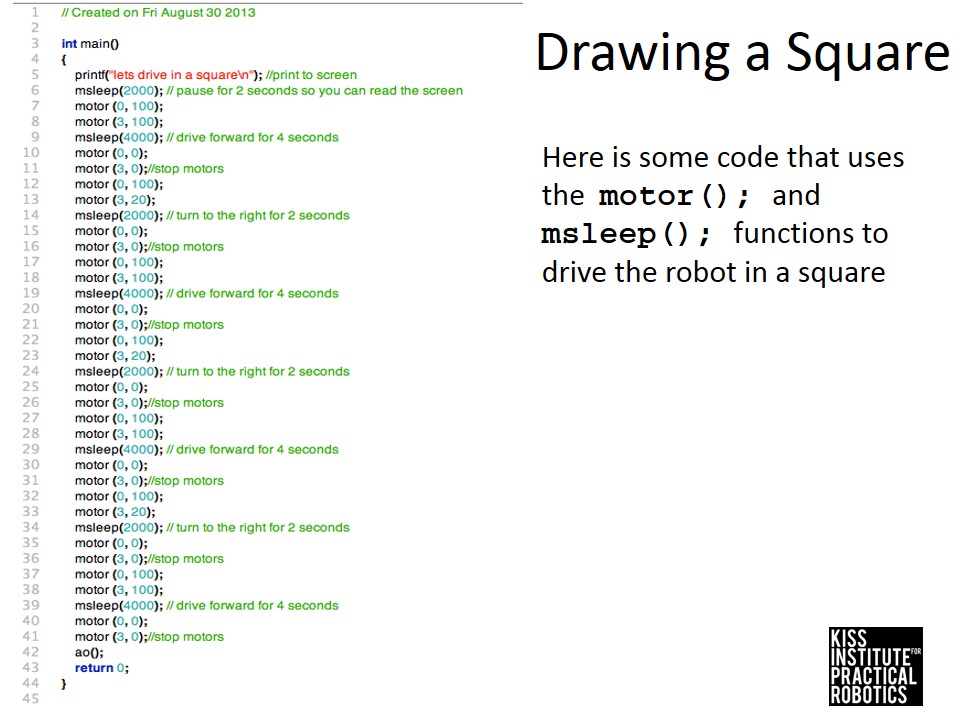 1 // Created on Fri August 30 2013
2
3 int main()
4 {
5 printf("lets drive in a square\n"); //print to screen
6 msleep(2000); // pause for 2 seconds so you can read the screen
7 motor (0, 100);
8 motor (3, 100);
9 msleep(4000); // drive forward for 4 seconds
10 motor (0, 0);
11 motor (3, 0);//stop motors
12 motor (0, 100);
13 motor (3, 20);
14 msleep(2000); // turn to the right for 2 seconds
15 motor (0, 0);
16 motor (3, 0);//stop motors
17 motor (0, 100);
18 motor (3, 100);
19 msleep(4000); // drive forward for 4 seconds
20 motor (0, 0);
21 motor (3, 0);//stop motors
22 motor (0, 100);
23 motor (3, 20);
24 msleep(2000); // turn to the right for 2 seconds
25 motor (0, 0);
26 motor (3, 0);//stop motors
27 motor (0, 100);
28 motor (3, 100);
29 msleep(4000); // drive forward for 4 seconds
30 motor (0, 0);
31 motor (3, 0);//stop motors
32 motor (0, 100);
33 motor (3, 20);
34 msleep(2000); // turn to the right for 2 seconds
35 motor (0, 0);
36 motor (3, 0);//stop motors
37 motor (0, 100);
38 motor (3, 100);
39 msleep(4000); // drive forward for 4 seconds
40 motor (0, 0);
41 motor (3, 0);//stop motors
42 ao();
43 return 0;
44 }
45
Drawing a Square
Here is some code that uses
the motor(); and
msleep(); functions to
drive the robot in a square
KISS
INSTITUTE FOR
PRACTICAL
ROBOTICS